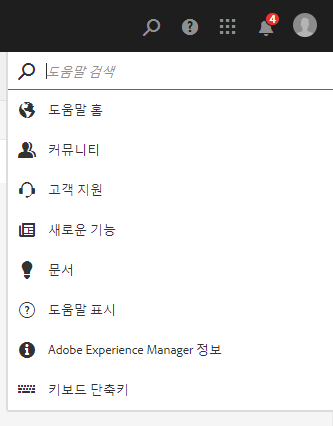 4
도움말 검색
도움말 홈
커뮤니티
고객 지원
새로운 기능
문서
도움말 표시
Adobe Experience Manager 정보
키보드 단축키